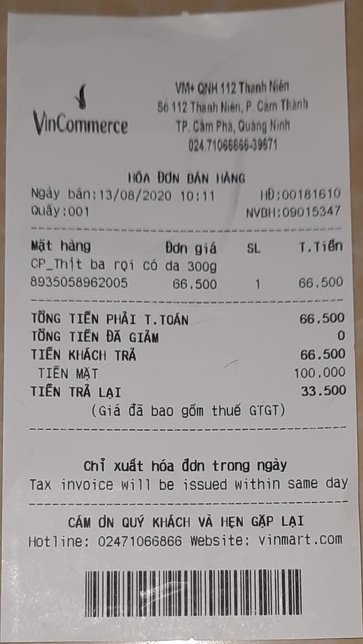 VinCommerce
VM+ QNH 112 Thanh Niên
Số 112 Thanh Niên, P. Cẩm Thành
TP. Cẩm Phả, Quảng Ninh
024.71066866-39671
HÓA ĐƠN BÁN HÀNG
Ngày bán:13/08/2020 10:11 HĐ:00181610
Quầy:001 NVBH:09015347
Mặt hàng Đơn giá SL T.Tiền
CP_Thịt ba rọi có da 300g
8935058962005 66.500 1 66.500
TỔNG TIỀN PHẢI T.TOÁN 66.500
TỔNG TIỀN ĐÃ GIẢM 0
TIỀN KHÁCH TRẢ 66.500
TIỀN MẶT 100.000
TIỀN TRẢ LẠI 33.500
(Giá đã bao gồm thuế GTGT)
Chỉ xuất hóa đơn trong ngày
Tax invoice will be issued within same day
CÁM ƠN QUÝ KHÁCH VÀ HẸN GẶP LẠI
Hotline: 02471066866 Website: vinmart.com